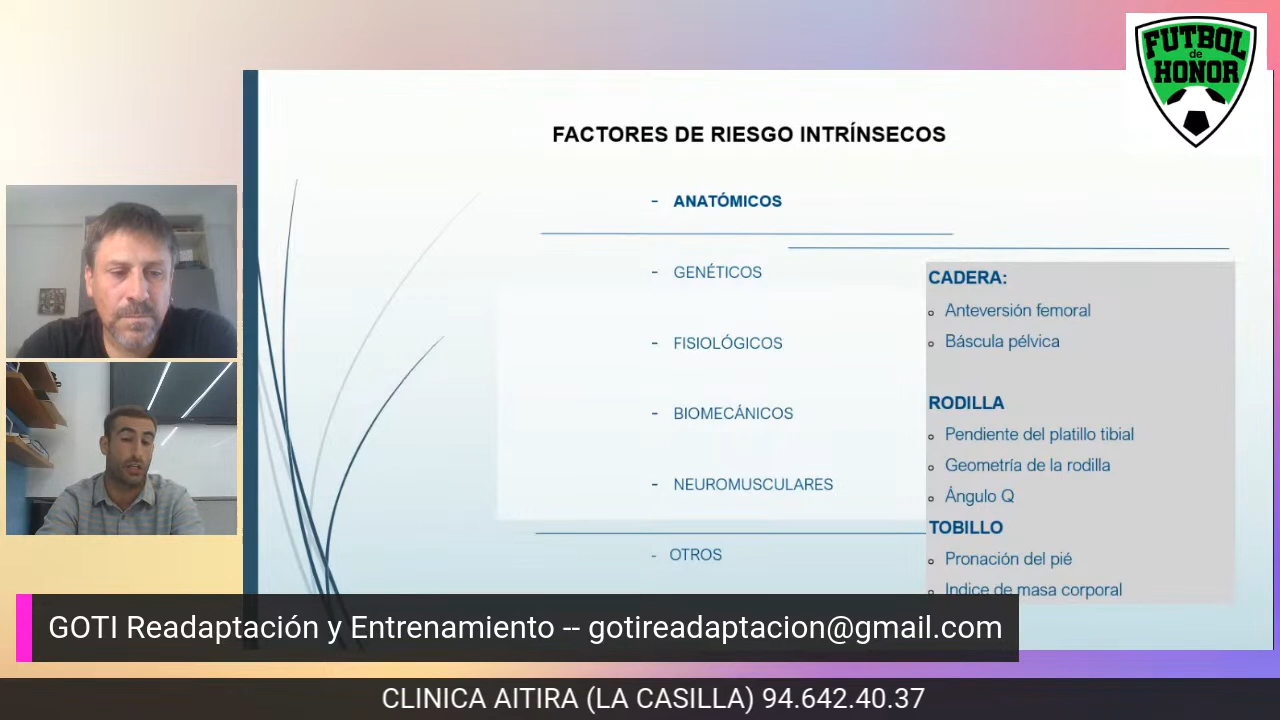 FUTBOL
de
HONOR
FACTORES DE RIESGO INTRÍNSECOS
- ANATÓMICOS
- GENÉTICOS
- FISIOLÓGICOS
- BIOMECÁNICOS
- NEUROMUSCULARES
- OTROS
CADERA:
Anteversión femoral
Báscula pélvica
RODILLA
Pendiente del platillo tibial
Geometría de la rodilla
Ángulo Q
TOBILLO
Pronación del pié
Indice de masa corporal
GOTI Readaptación y Entrenamiento -- gotireadaptacion@gmail.com
CLINICA AITIRA (LA CASILLA) 94.642.40.37